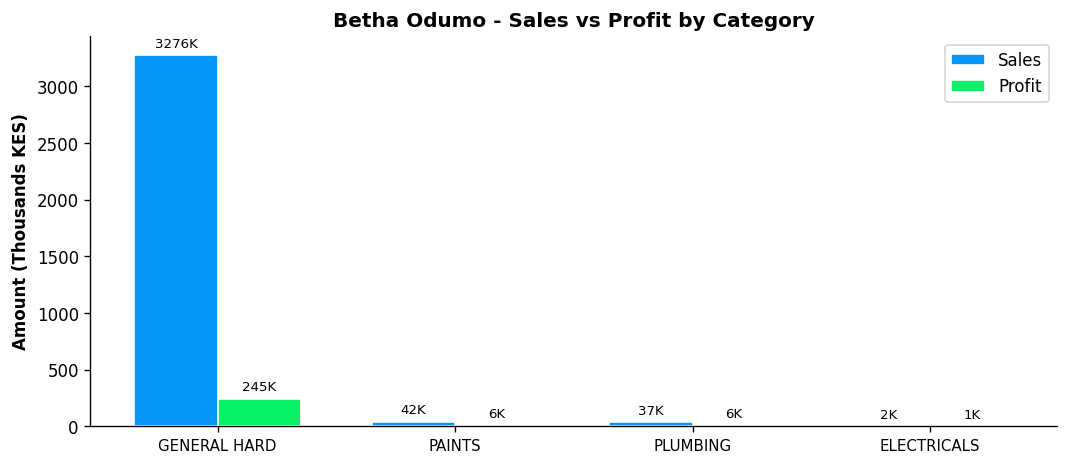 Betha Odumo - Sales vs Profit by Category
Amount (Thousands KES)
3000
2500
2000
1500
1000
500
0
3276K
245K
42K
6K
37K
6K
2K
1K
Sales
Profit
GENERAL HARD
PAINTS
PLUMBING
ELECTRICALS